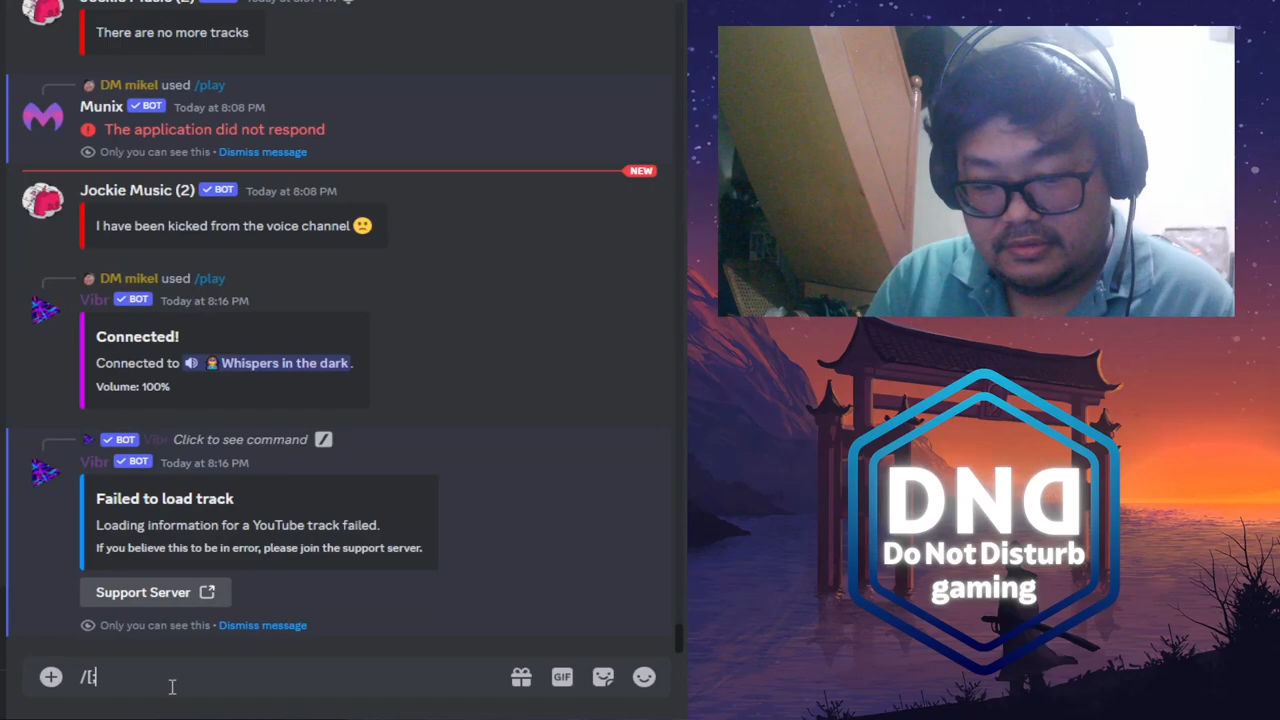 There are no more tracks
DM mikel used /play
Munix ✓ BOT Today at 8:08 PM
The application did not respond
Only you can see this • Dismiss message
NEW
Jockie Music (2) ✓ BOT Today at 8:08 PM
I have been kicked from the voice channel
DM mikel used /play
Vibr ✓ BOT Today at 8:16 PM
Connected!
Connected to Whispers in the dark.
Volume: 100%
✓ BOT Vibr Click to see command
Vibr ✓ BOT Today at 8:16 PM
Failed to load track
Loading information for a YouTube track failed.
If you believe this to be in error, please join the support server.
Support Server
Only you can see this • Dismiss message
/[;
GIF
DND
Do Not Disturb
gaming